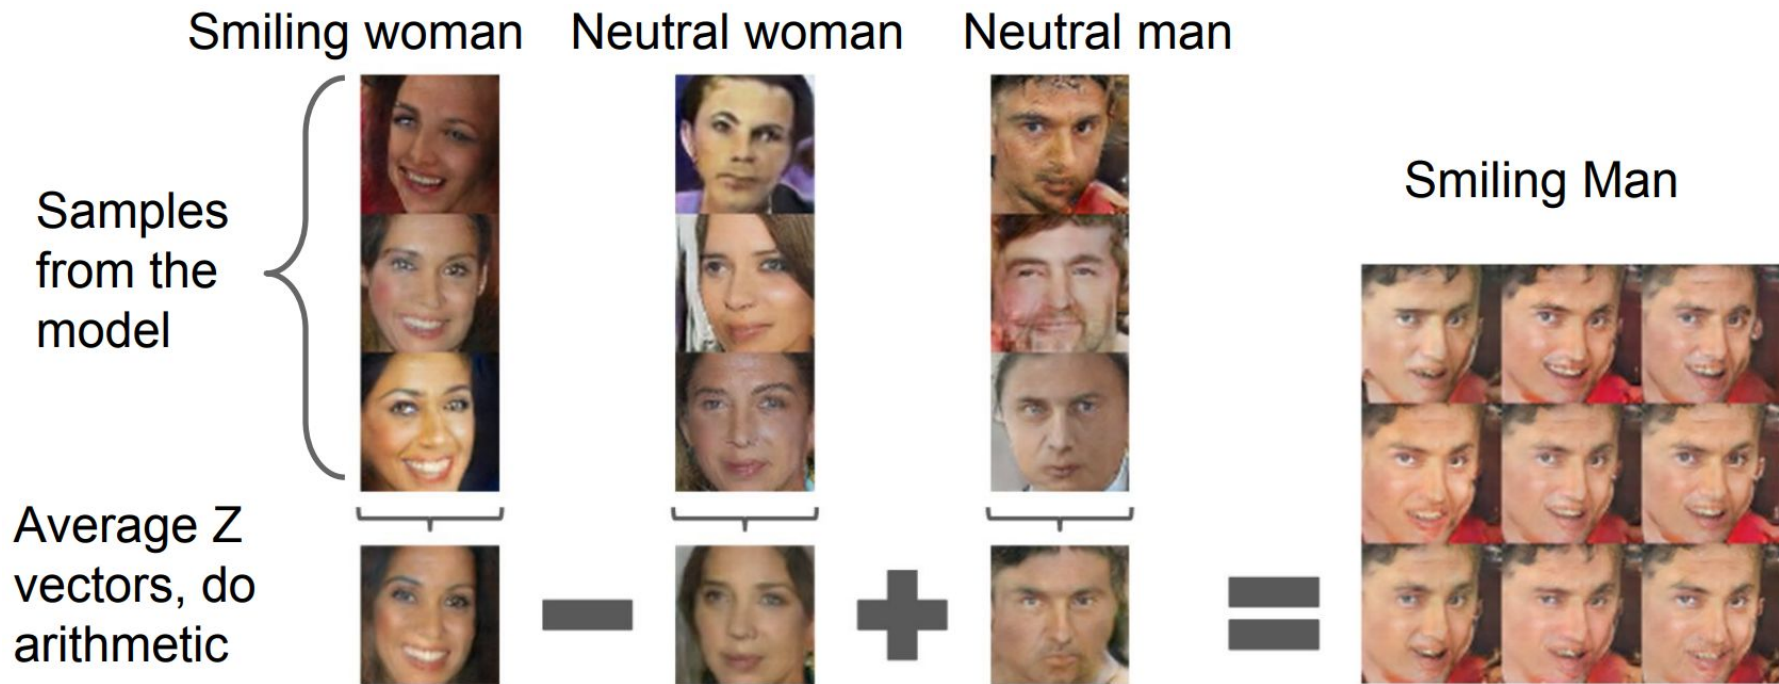 Smiling woman
Neutral woman
Neutral man
Samples
from the
model
Smiling Man
Average Z
vectors, do
arithmetic